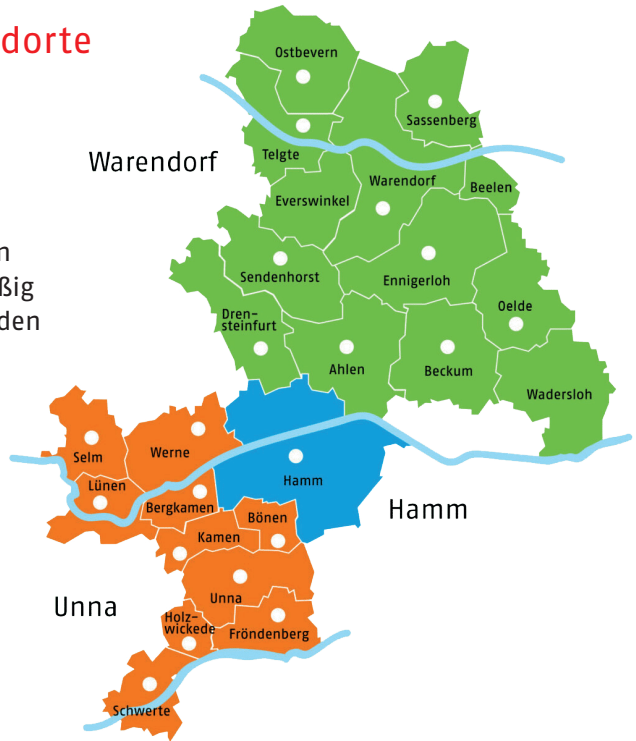 dorte
Ostbevern
Sassenberg
Telgte
Warendorf
Warendorf
Beelen
Everswinkel
n
ßig
den
Sendenhorst
Ennigerloh
Oelde
Dren-
steinfurt
Ahlen
Beckum
Wadersloh
Selm
Werne
Lünen
Hamm
Bergkamen
Hamm
Bönen
Kamen
Unna
Unna
Holz-
wickede
Fröndenberg
Schwerte